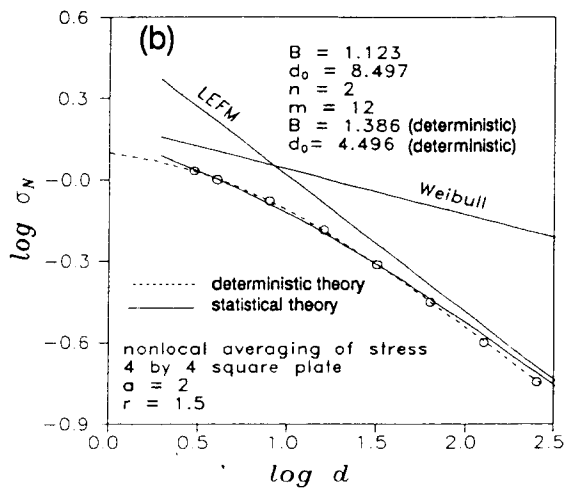 (b)
B = 1.123
d₀ = 8.497
n = 2
m = 12
B = 1.386 (deterministic)
d₀= 4.496 (deterministic)
LEFM
Weibull
deterministic theory
statistical theory
nonlocal averaging of stress
4 by 4 square plate
a = 2
r = 1.5
log σN
0.6
0.3
-0.0
-0.3
-0.6
-0.9
0.0 0.5 1.0 1.5 2.0 2.5
log d